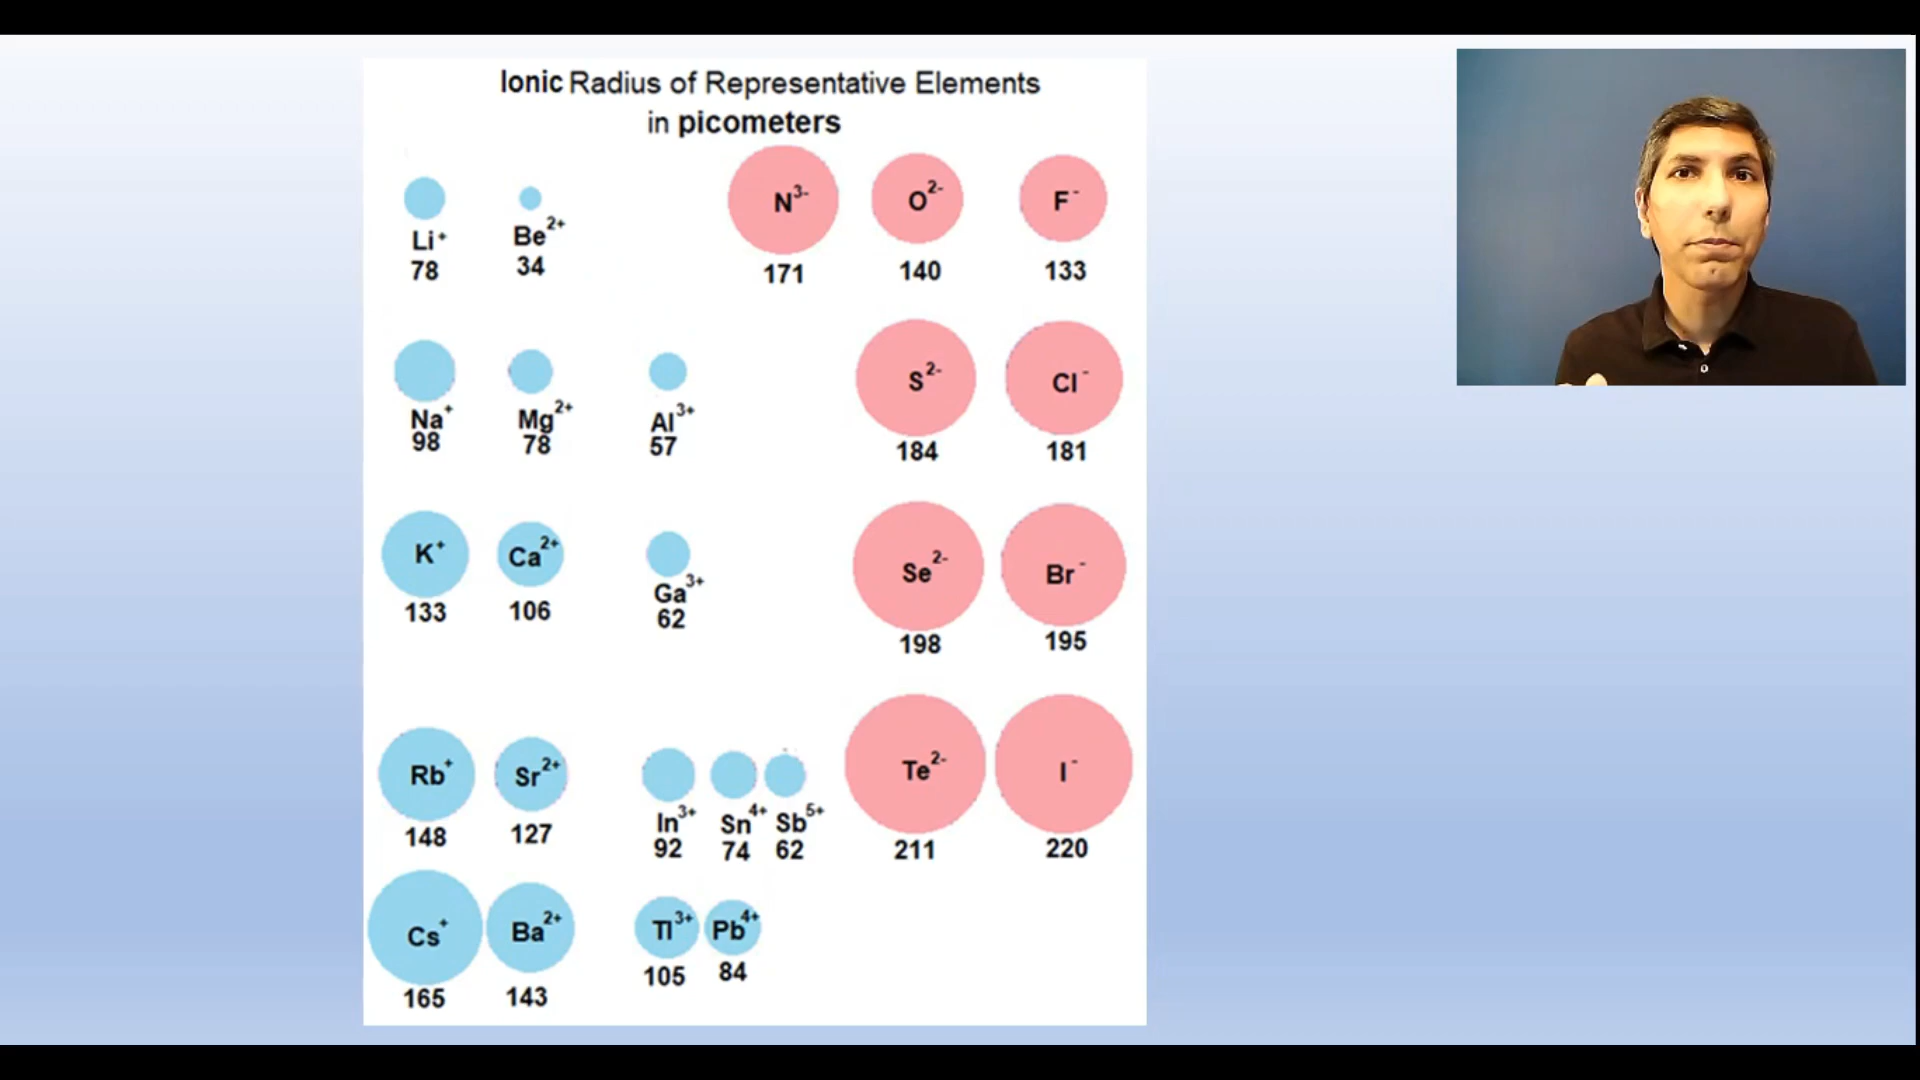 Ionic Radius of Representative Elements
in picometers
N3- O2- F-
Li+ Be2+
78 34 171 140 133
S2- Cl-
Na+ Mg2+ Al3+
98 78 57 184 181
K+ Ca2+ Se2- Br-
Ga3+
133 106 62 198 195
Rb+ Sr2+ Te2- I-
In3+ Sn4+ Sb5+
148 127 92 74 62 211 220
Cs+ Ba2+ Tl3+ Pb4+
165 143 105 84